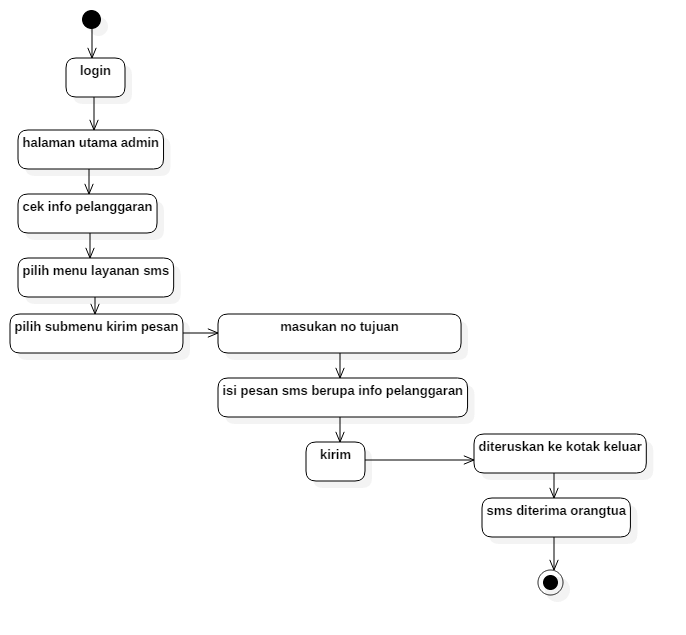 login
halaman utama admin
cek info pelanggaran
pilih menu layanan sms
pilih submenu kirim pesan
masukan no tujuan
isi pesan sms berupa info pelanggaran
kirim
diteruskan ke kotak keluar
sms diterima orangtua